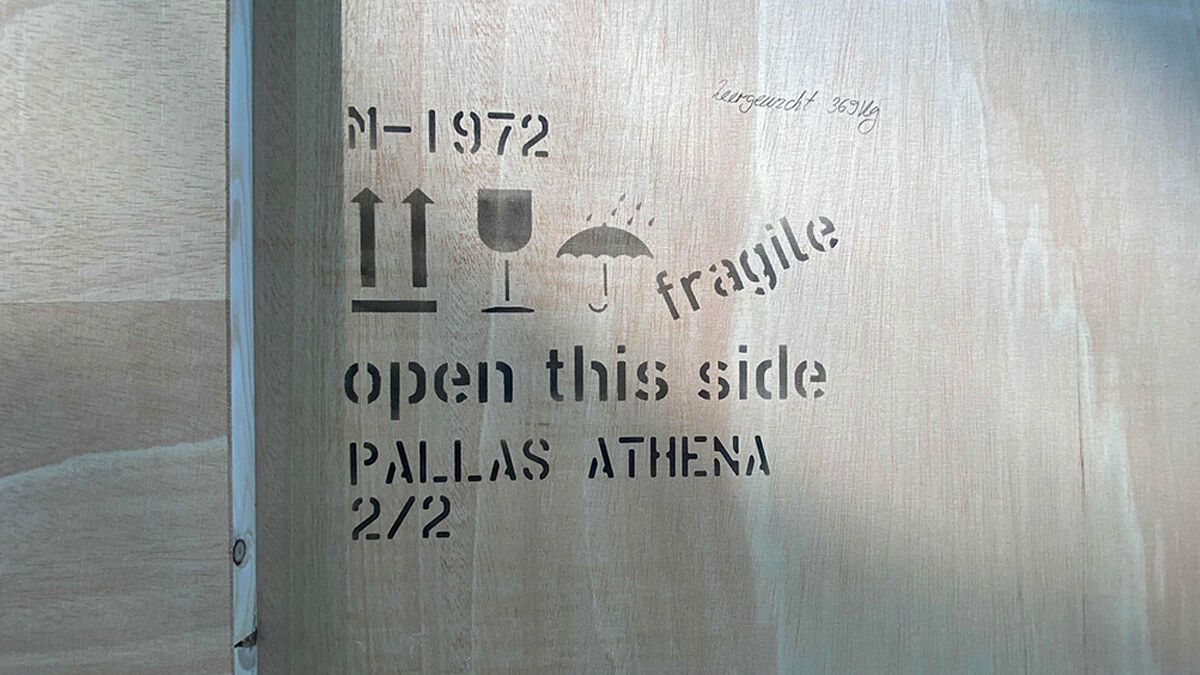 M-1972
Leergewicht 369Kg
fragile
open this side
PALLAS ATHENA
2/2